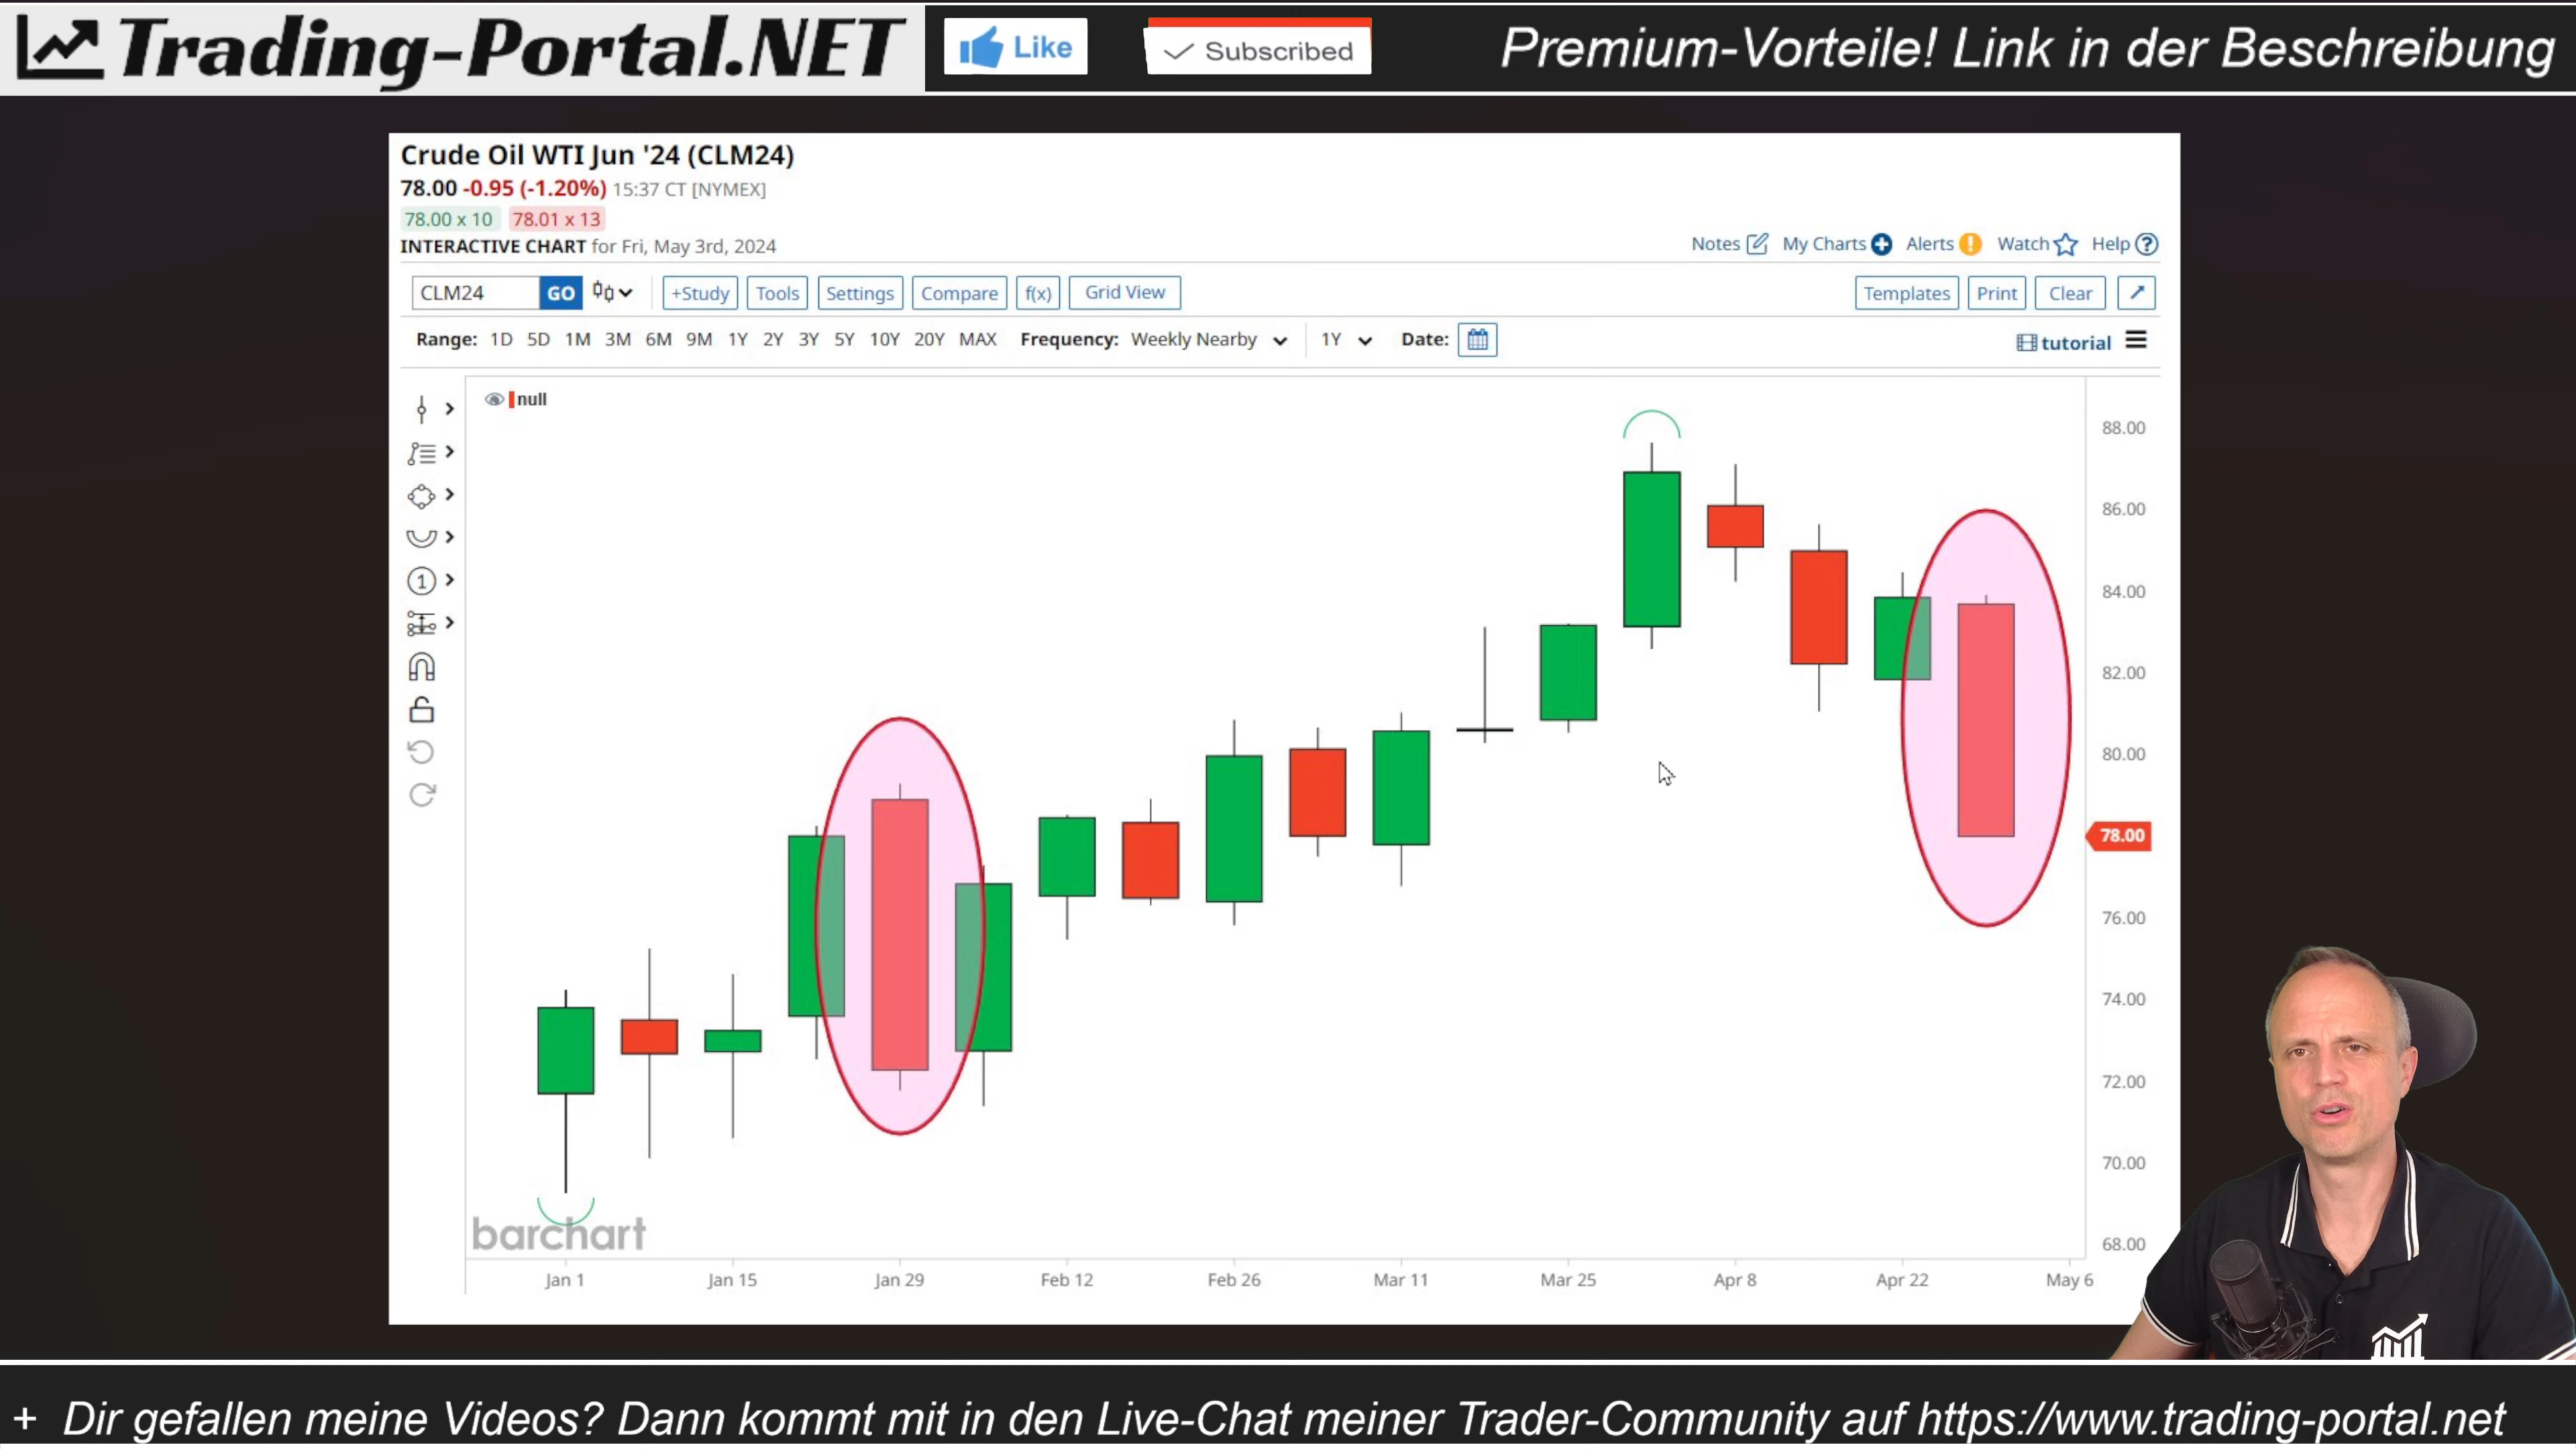 Trading-Portal.NET Like Subscribed Premium-Vorteile! Link in der Beschreibung
Crude Oil WTI Jun '24 (CLM24)
78.00 -0.95 (-1.20%) 15:37 CT [NYMEX]
78.00 x 10 78.01 x 13
INTERACTIVE CHART for Fri, May 3rd, 2024
Notes My Charts Alerts Watch Help
CLM24 GO +Study Tools Settings Compare f(x) Grid View Templates Print Clear
Range: 1D 5D 1M 3M 6M 9M 1Y 2Y 3Y 5Y 10Y 20Y MAX Frequency: Weekly Nearby 1Y Date: tutorial
null
88.00
86.00
84.00
82.00
80.00
78.00
76.00
74.00
72.00
70.00
68.00
barchart
Jan 1 Jan 15 Jan 29 Feb 12 Feb 26 Mar 11 Mar 25 Apr 8 Apr 22 May 6
+ Dir gefallen meine Videos? Dann kommt mit in den Live-Chat meiner Trader-Community auf https://www.trading-portal.net